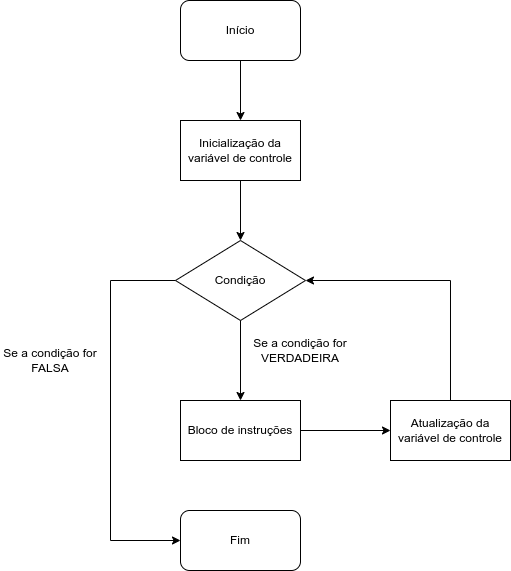 Início
Inicialização da
variável de controle
Condição
Se a condição for
VERDADEIRA
Se a condição for
FALSA
Bloco de instruções
Atualização da
variável de controle
Fim